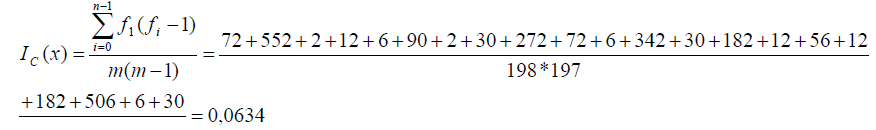 I_C(x) = \frac{\sum_{i=0}^{n-1} f_1(f_i − 1)}{m(m − 1)} = \frac{72 + 552 + 2 + 12 + 6 + 90 + 2 + 30 + 272 + 72 + 6 + 342 + 30 + 182 + 12 + 56 + 12}{198 * 197}
\frac{+ 182 + 506 + 6 + 30}{} = 0,0634